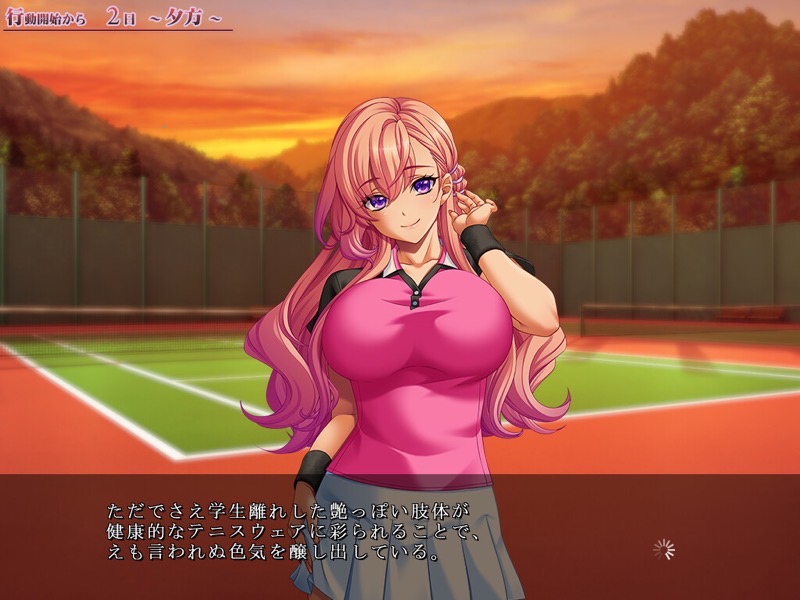 行動開始から　2日　～夕方～
ただでさえ学生離れした艶っぽい肢体が
健康的なテニスウェアに彩られることで、
えも言われぬ色気を醸し出している。